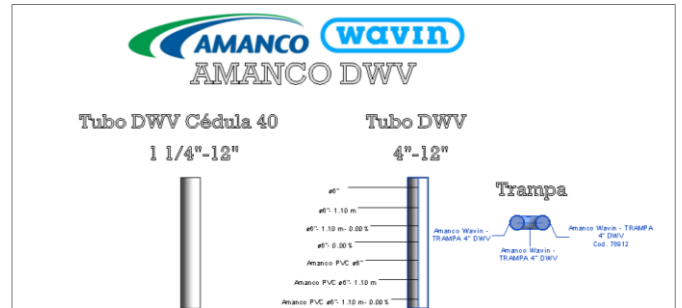 AMANCO wavin
AMANCO DWV
Tubo DWV Cédula 40
1 1/4"-12"
Tubo DWV
4"-12"
ø6"
ø6"- 1.10 m
ø6"- 1.10 m- 0.00 %
ø6"- 0.00 %
Amanco PVC ø6"
Amanco PVC ø6"- 1.10 m
Amanco PVC ø6"- 1.10 m- 0.00 %
Trampa
Amanco Wavin -
TRAMPA 4" DWV
Amanco Wavin -
TRAMPA 4" DWV
Amanco Wavin - TRAMPA
4" DWV
Cod. 78912